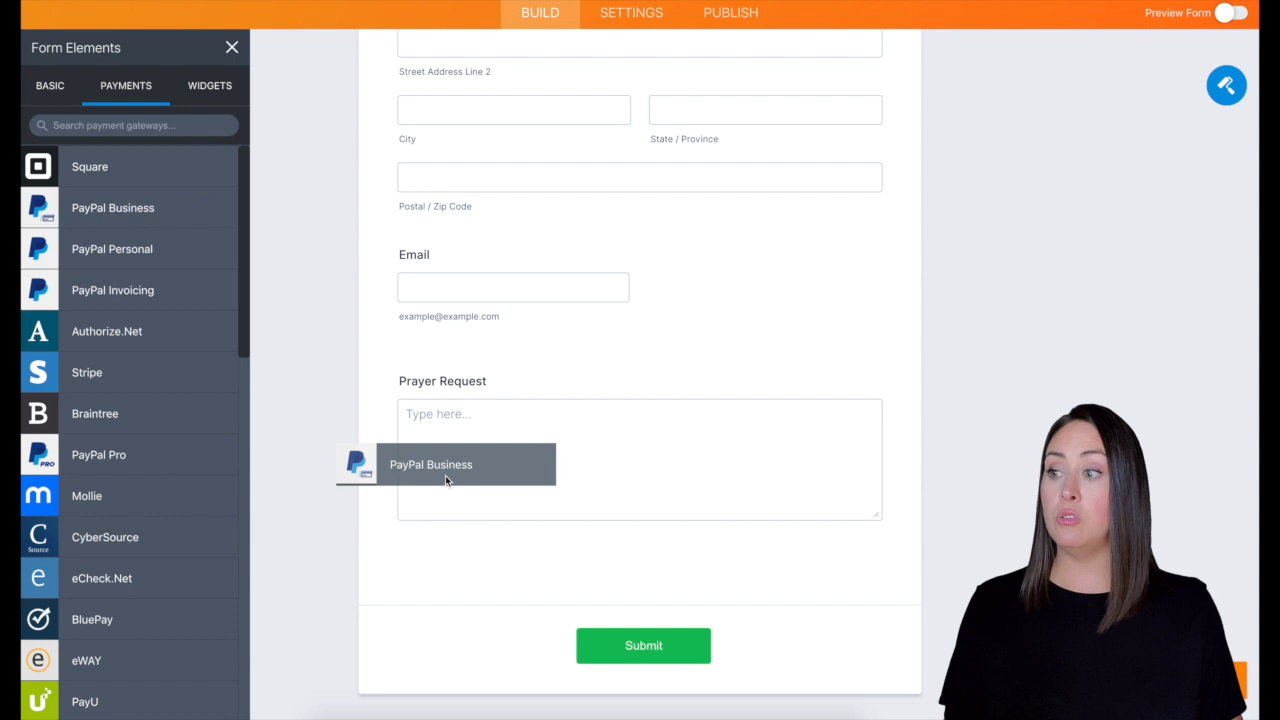 BUILD
SETTINGS
PUBLISH
Preview Form
Form Elements
BASIC
PAYMENTS
WIDGETS
Search payment gateways...
Square
PayPal Business
PayPal Personal
PayPal Invoicing
A
Authorize.Net
S
Stripe
B
Braintree
PRO
PayPal Pro
m
Mollie
C
Source
CyberSource
e
eCheck.Net
BluePay
e
eWAY
U
PayU
Street Address Line 2
City
State / Province
Postal / Zip Code
Email
example@example.com
Prayer Request
Type here...
PayPal Business
Submit